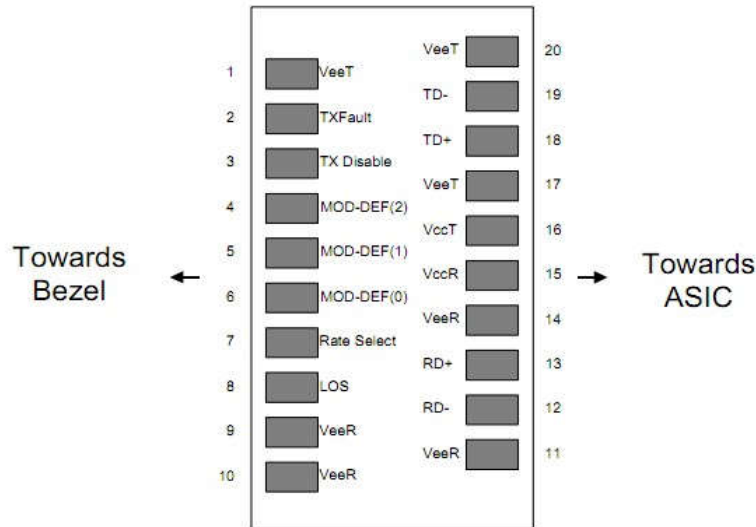 1 VeeT
2 TXFault
3 TX Disable
4 MOD-DEF(2)
5 MOD-DEF(1)
6 MOD-DEF(0)
7 Rate Select
8 LOS
9 VeeR
10 VeeR
VeeT 20
TD- 19
TD+ 18
VeeT 17
VccT 16
VccR 15
VeeR 14
RD+ 13
RD- 12
VeeR 11
Towards
Bezel
Towards
ASIC